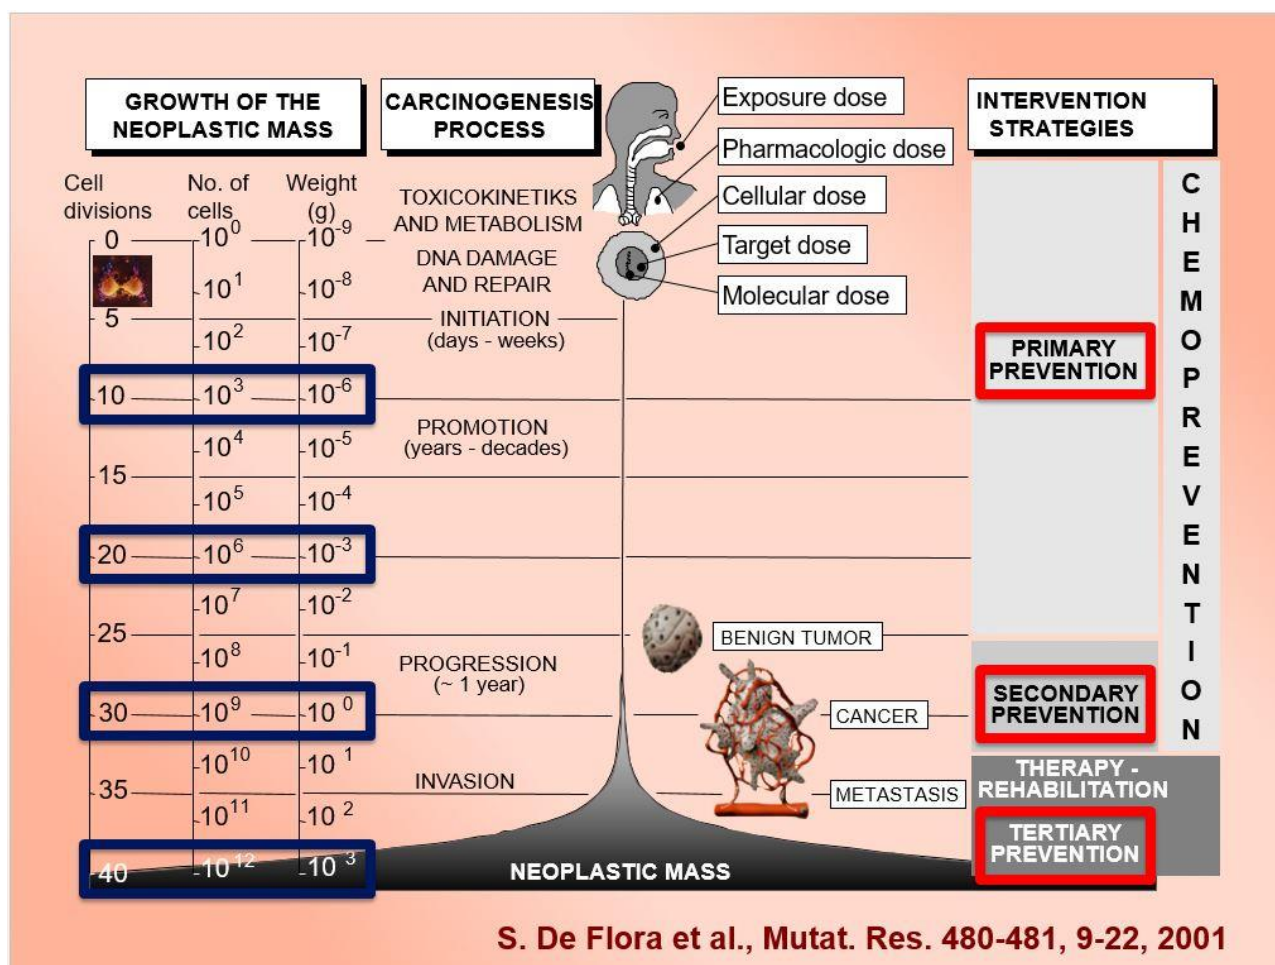 GROWTH OF THE
NEOPLASTIC MASS
CARCINOGENESIS
PROCESS
INTERVENTION
STRATEGIES
Exposure dose
Pharmacologic dose
Cellular dose
Target dose
Molecular dose
Cell
divisions
No. of
cells
Weight
(g)
0
5
10
15
20
25
30
35
40
10^0
10^1
10^2
10^3
10^4
10^5
10^6
10^7
10^8
10^9
10^10
10^11
10^12
10^-9
10^-8
10^-7
10^-6
10^-5
10^-4
10^-3
10^-2
10^-1
10^0
10^1
10^2
10^3
TOXICOKINETIKS
AND METABOLISM
DNA DAMAGE
AND REPAIR
INITIATION
(days - weeks)
PROMOTION
(years - decades)
PROGRESSION
(~ 1 year)
INVASION
BENIGN TUMOR
CANCER
METASTASIS
NEOPLASTIC MASS
PRIMARY
PREVENTION
SECONDARY
PREVENTION
THERAPY -
REHABILITATION
TERTIARY
PREVENTION
CHEMOPREVENTION
S. De Flora et al., Mutat. Res. 480-481, 9-22, 2001